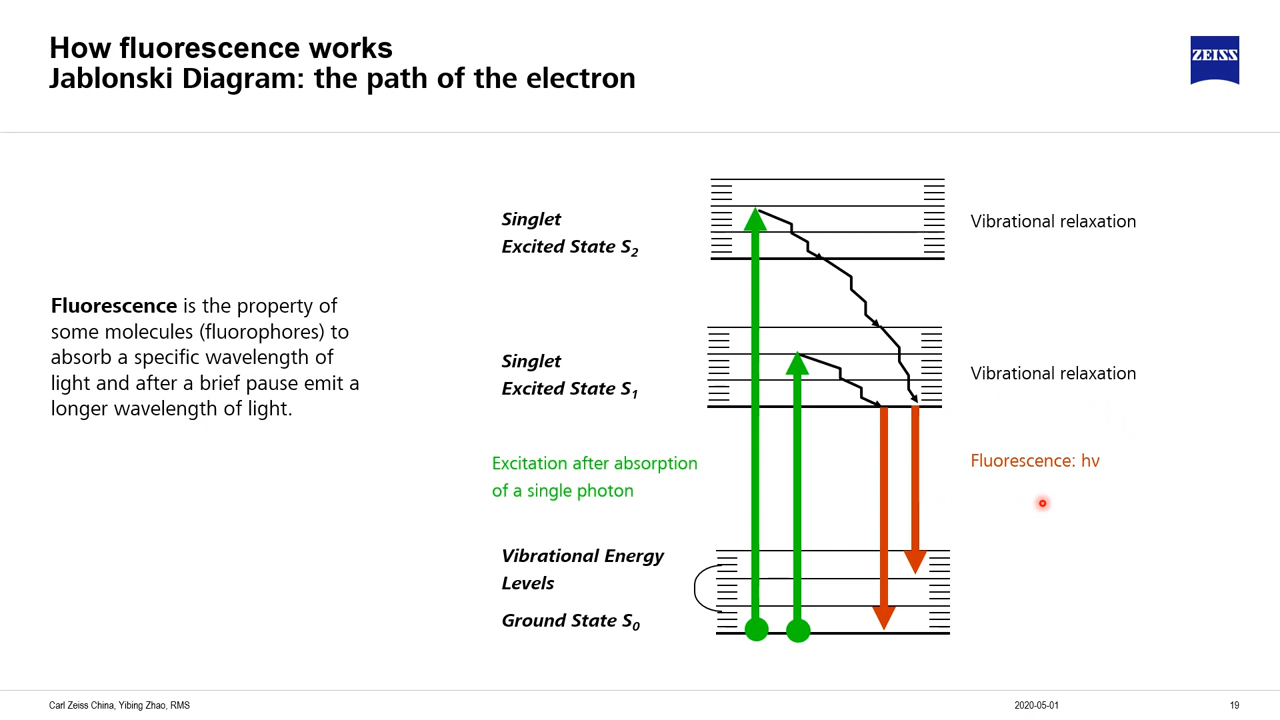 How fluorescence works
Jablonski Diagram: the path of the electron
ZEISS
Fluorescence is the property of
some molecules (fluorophores) to
absorb a specific wavelength of
light and after a brief pause emit a
longer wavelength of light.
Singlet
Excited State S2
Vibrational relaxation
Singlet
Excited State S1
Vibrational relaxation
Excitation after absorption
of a single photon
Fluorescence: hν
Vibrational Energy
Levels
Ground State S0
Carl Zeiss China, Yibing Zhao, RMS
2020-05-01
19